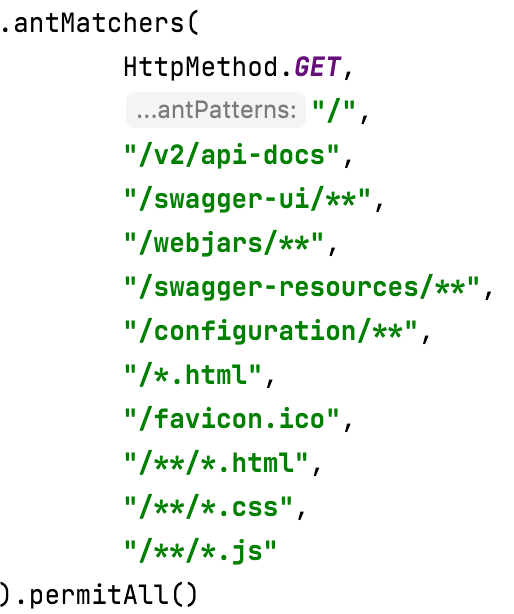 .antMatchers(
HttpMethod.GET,
...antPatterns: "/",
"/v2/api-docs",
"/swagger-ui/**",
"/webjars/**",
"/swagger-resources/**",
"/configuration/**",
"/*.html",
"/favicon.ico",
"/**/*.html",
"/**/*.css",
"/**/*.js"
).permitAll()